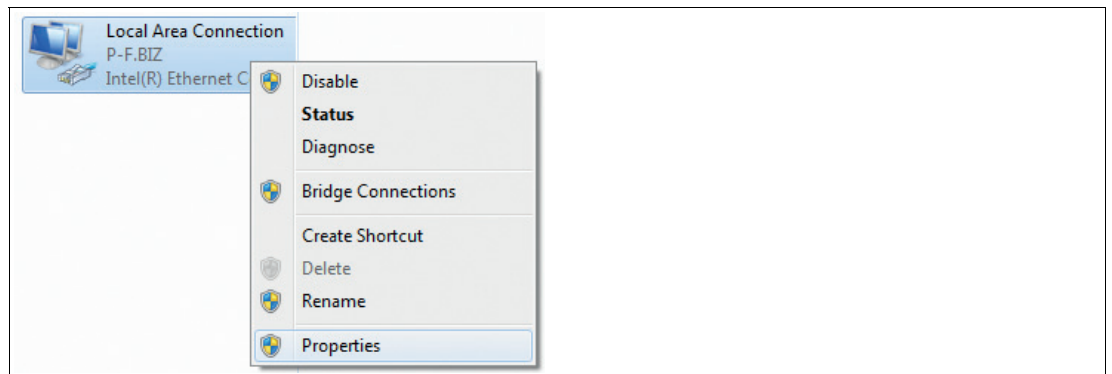 Local Area Connection
P-F.BIZ
Intel(R) Ethernet C
Disable
Status
Diagnose
Bridge Connections
Create Shortcut
Delete
Rename
Properties